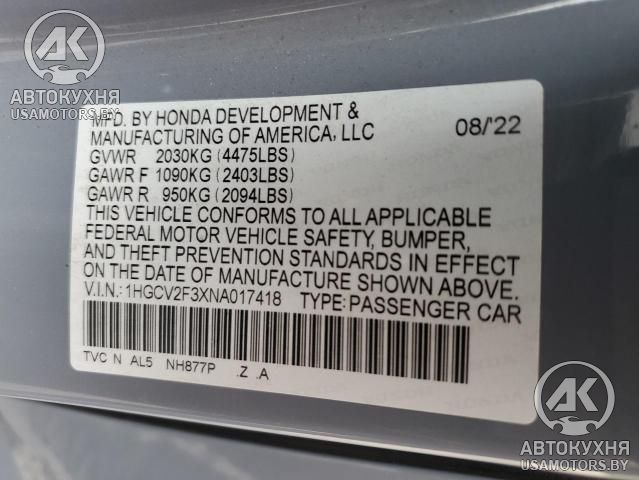 AK
АВТОКУХНЯ
USAMOTORS.BY
MFD. BY HONDA DEVELOPMENT &
MANUFACTURING OF AMERICA, LLC 08/'22
GVWR 2030KG (4475LBS)
GAWR F 1090KG (2403LBS)
GAWR R 950KG (2094LBS)
THIS VEHICLE CONFORMS TO ALL APPLICABLE
FEDERAL MOTOR VEHICLE SAFETY, BUMPER,
AND THEFT PREVENTION STANDARDS IN EFFECT
ON THE DATE OF MANUFACTURE SHOWN ABOVE.
V.I.N.: 1HGCV2F3XNA017418 TYPE: PASSENGER CAR
TVC N AL5 NH877P .Z .A
AK
АВТОКУХНЯ
USAMOTORS.BY